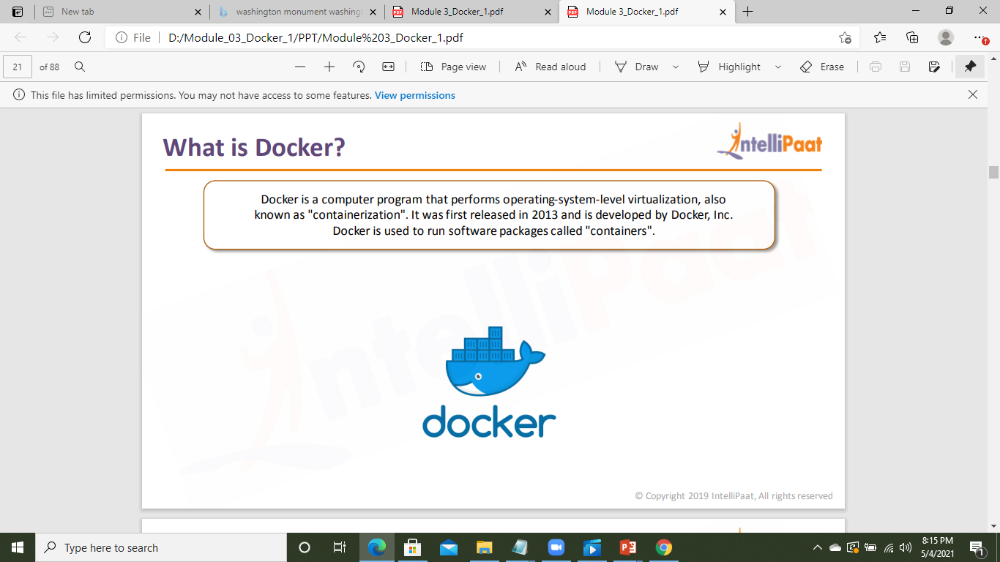 New tab
washington monument washing
Module 3_Docker_1.pdf
Module 3_Docker_1.pdf
File
D:/Module_03_Docker_1/PPT/Module%203_Docker_1.pdf
21
of 88
Page view
Read aloud
Draw
Highlight
Erase
This file has limited permissions. You may not have access to some features. View permissions
What is Docker?
IntelliPaat
Docker is a computer program that performs operating-system-level virtualization, also
known as "containerization". It was first released in 2013 and is developed by Docker, Inc.
Docker is used to run software packages called "containers".
IntelliPaat
docker
© Copyright 2019 IntelliPaat, All rights reserved
Type here to search
8:15 PM
5/4/2021
1